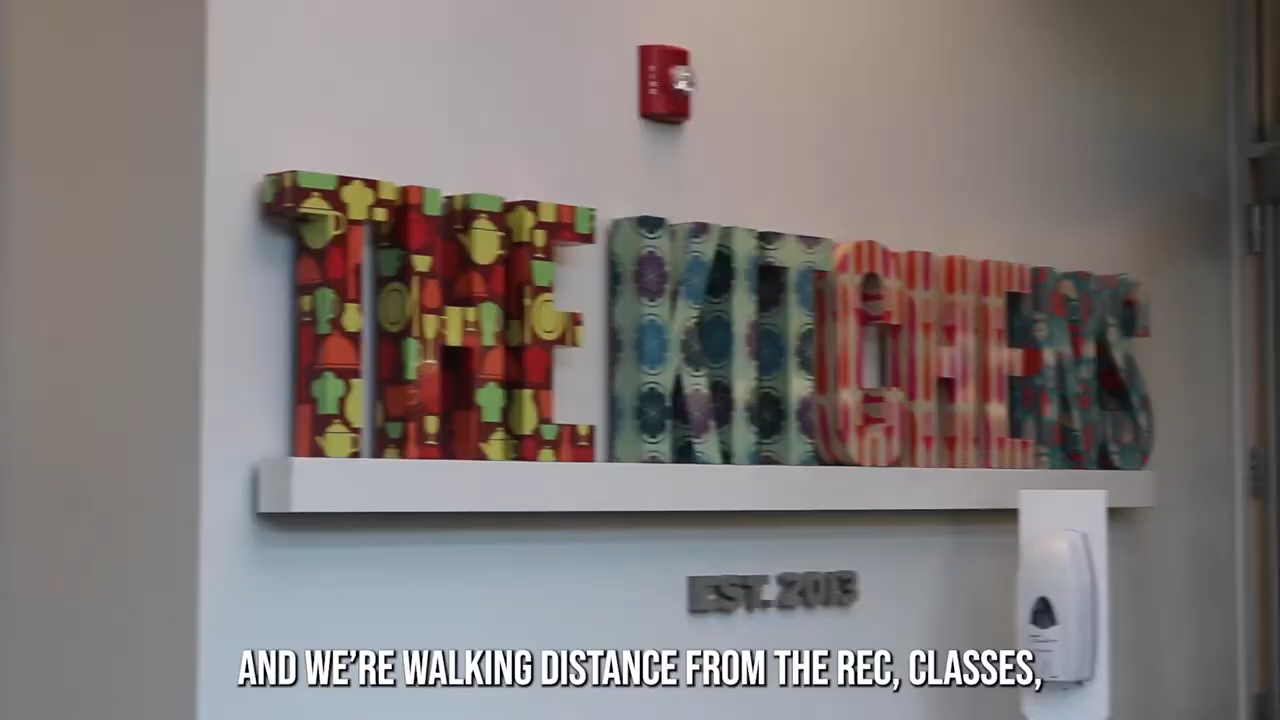 THE KITCHENS
EST. 2013
AND WE'RE WALKING DISTANCE FROM THE REC, CLASSES,